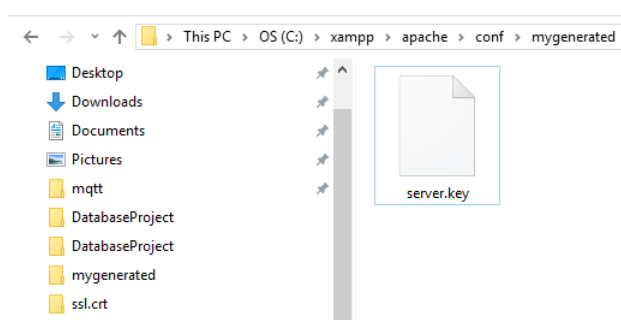 This PC > OS (C:) > xampp > apache > conf > mygenerated
Desktop
Downloads
Documents
Pictures
mqtt
DatabaseProject
DatabaseProject
mygenerated
ssl.crt
server.key